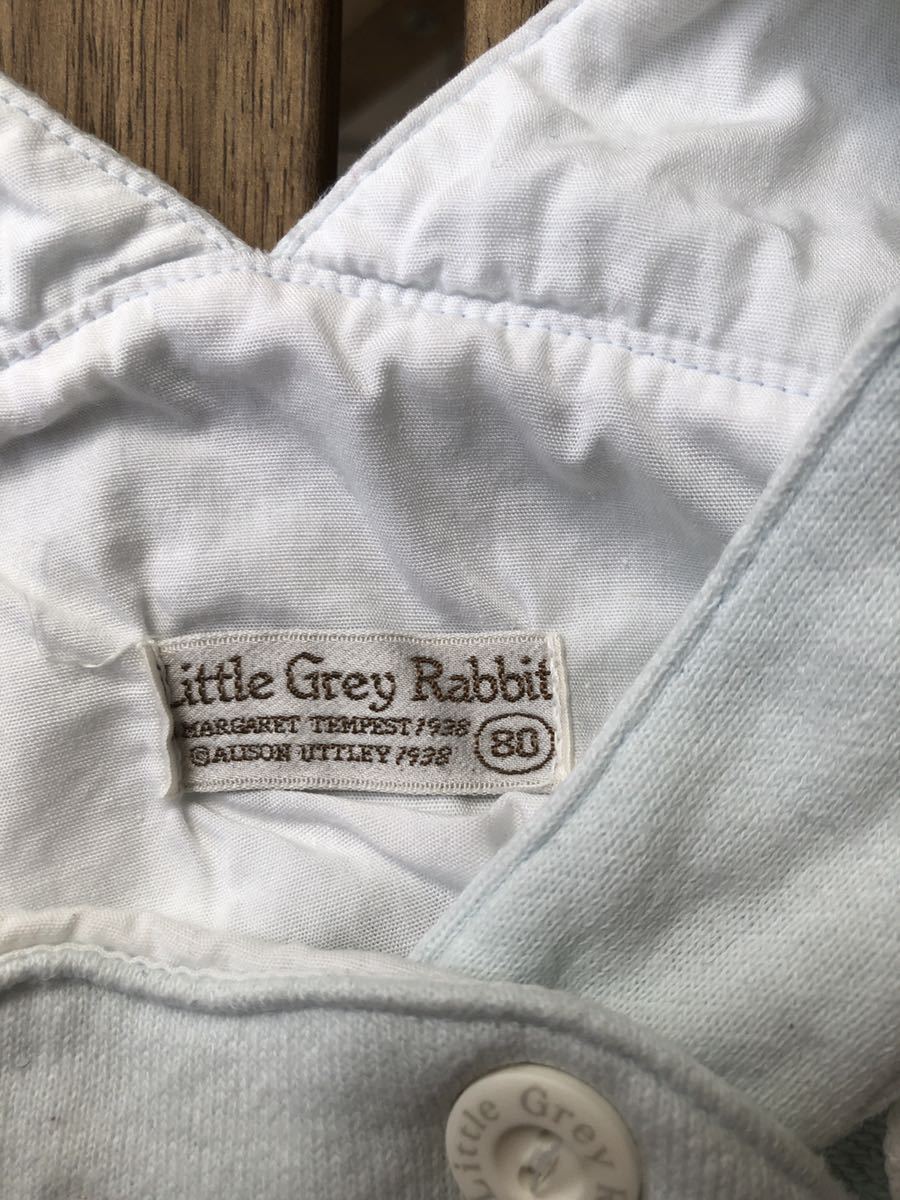 Little Grey Rabbit
MARGARET TEMPEST 1938
©ALISON UTTLEY 1938
80
Little Grey R